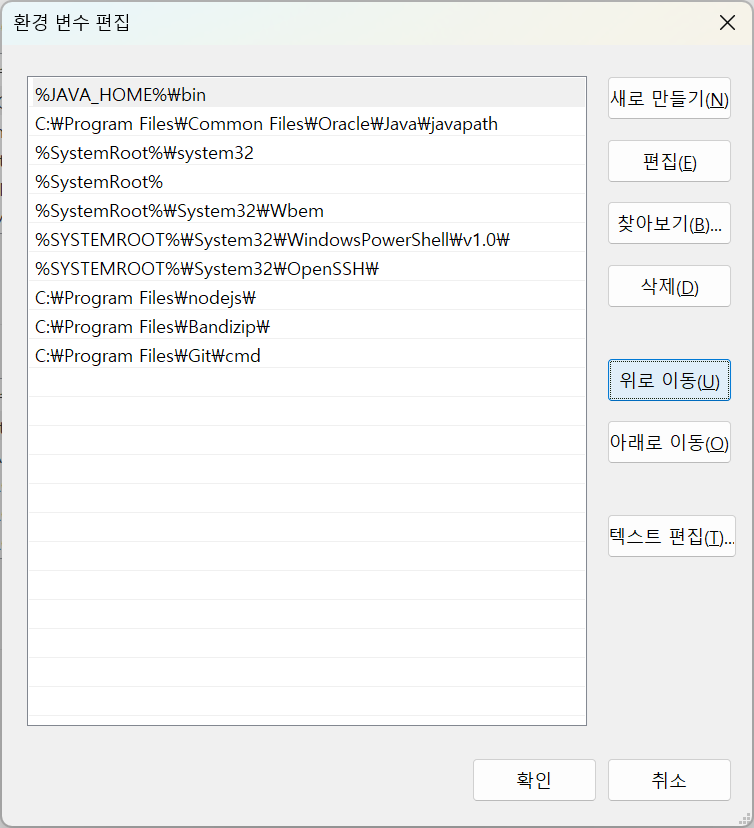 환경 변수 편집
%JAVA_HOME%₩bin
C:₩Program Files₩Common Files₩Oracle₩Java₩javapath
%SystemRoot%₩system32
%SystemRoot%
%SystemRoot%₩System32₩Wbem
%SYSTEMROOT%₩System32₩WindowsPowerShell₩v1.0₩
%SYSTEMROOT%₩System32₩OpenSSH₩
C:₩Program Files₩nodejs₩
C:₩Program Files₩Bandizip₩
C:₩Program Files₩Git₩cmd
새로 만들기(N)
편집(E)
찾아보기(B)...
삭제(D)
위로 이동(U)
아래로 이동(O)
텍스트 편집(T)...
확인
취소